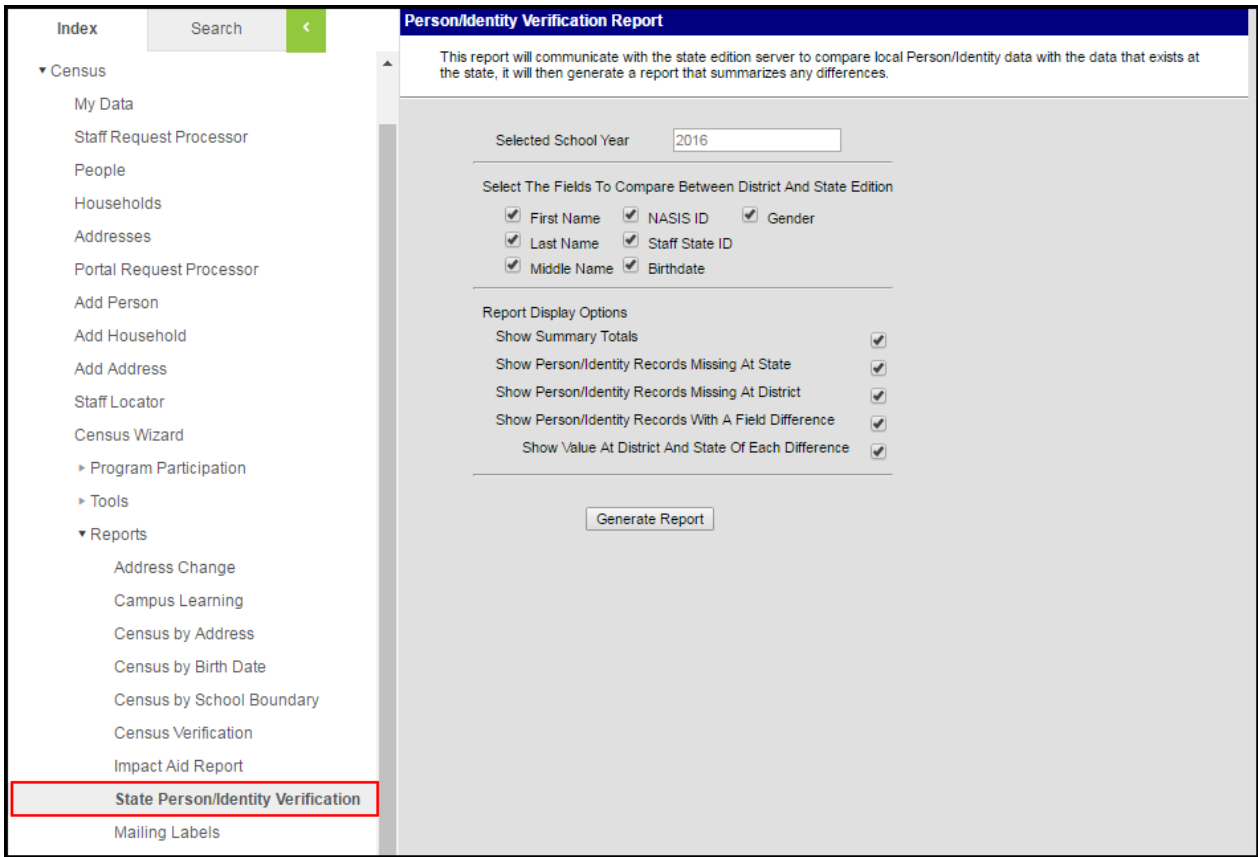 Index
Search
Census
My Data
Staff Request Processor
People
Households
Addresses
Portal Request Processor
Add Person
Add Household
Add Address
Staff Locator
Census Wizard
Program Participation
Tools
Reports
Address Change
Campus Learning
Census by Address
Census by Birth Date
Census by School Boundary
Census Verification
Impact Aid Report
State Person/Identity Verification
Mailing Labels
Person/Identity Verification Report
This report will communicate with the state edition server to compare local Person/Identity data with the data that exists at
the state, it will then generate a report that summarizes any differences.
Selected School Year 2016
Select The Fields To Compare Between District And State Edition
First Name NASIS ID Gender
Last Name Staff State ID
Middle Name Birthdate
Report Display Options
Show Summary Totals
Show Person/Identity Records Missing At State
Show Person/Identity Records Missing At District
Show Person/Identity Records With A Field Difference
Show Value At District And State Of Each Difference
Generate Report